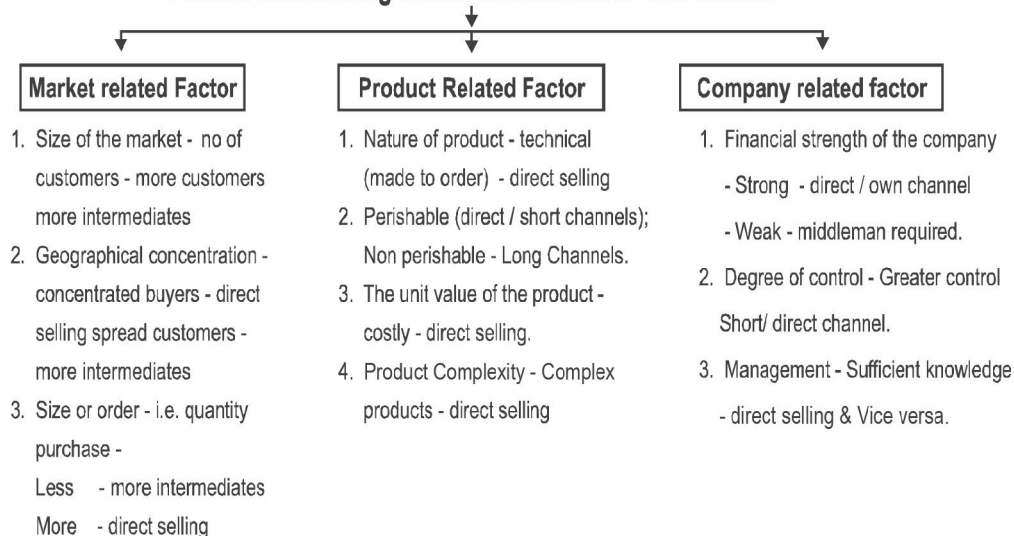 Market related Factor
1. Size of the market - no of
customers - more customers
more intermediates
2. Geographical concentration -
concentrated buyers - direct
selling spread customers -
more intermediates
3. Size or order - i.e. quantity
purchase -
Less - more intermediates
More - direct selling
Product Related Factor
1. Nature of product - technical
(made to order) - direct selling
2. Perishable (direct / short channels);
Non perishable - Long Channels.
3. The unit value of the product -
costly - direct selling.
4. Product Complexity - Complex
products - direct selling
Company related factor
1. Financial strength of the company
- Strong - direct / own channel
- Weak - middleman required.
2. Degree of control - Greater control
Short/ direct channel.
3. Management - Sufficient knowledge
- direct selling & Vice versa.